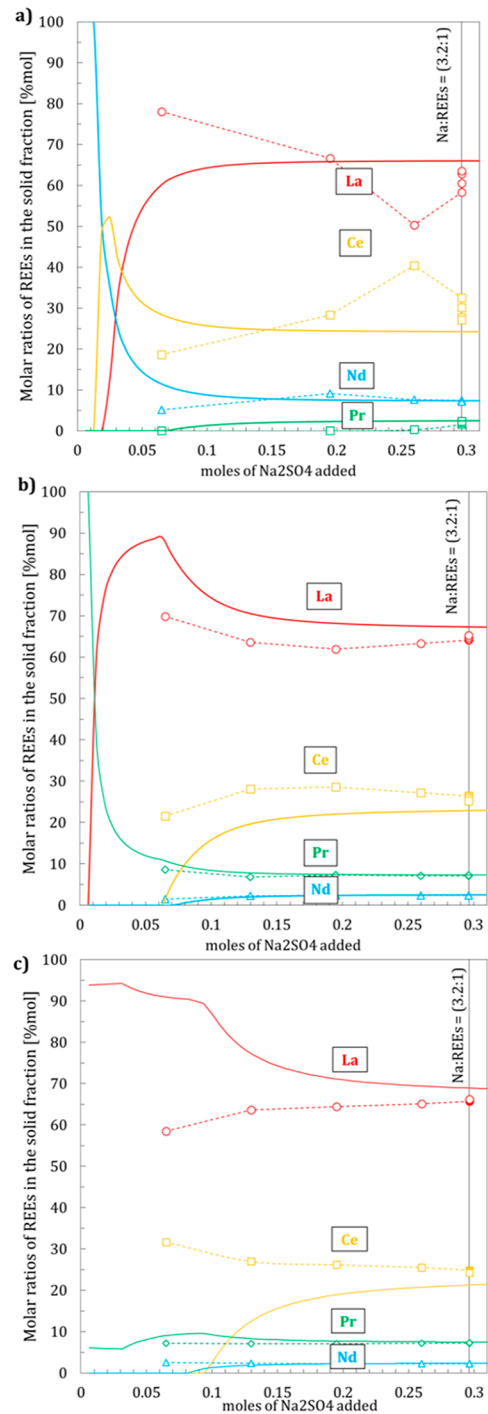 a)
Molar ratios of REEs in the solid fraction [%mol]
100
90
80
70
60
50
40
30
20
10
0
Na:REEs = (3.2:1)
La
Ce
Nd
Pr
0 0.05 0.1 0.15 0.2 0.25 0.3
moles of Na2SO4 added
b)
Molar ratios of REEs in the solid fraction [%mol]
100
90
80
70
60
50
40
30
20
10
0
Na:REEs = (3.2:1)
La
Ce
Pr
Nd
0 0.05 0.1 0.15 0.2 0.25 0.3
moles of Na2SO4 added
c)
Molar ratios of REEs in the solid fraction [%mol]
100
90
80
70
60
50
40
30
20
10
0
Na:REEs = (3.2:1)
La
Ce
Pr
Nd
0 0.05 0.1 0.15 0.2 0.25 0.3
moles of Na2SO4 added